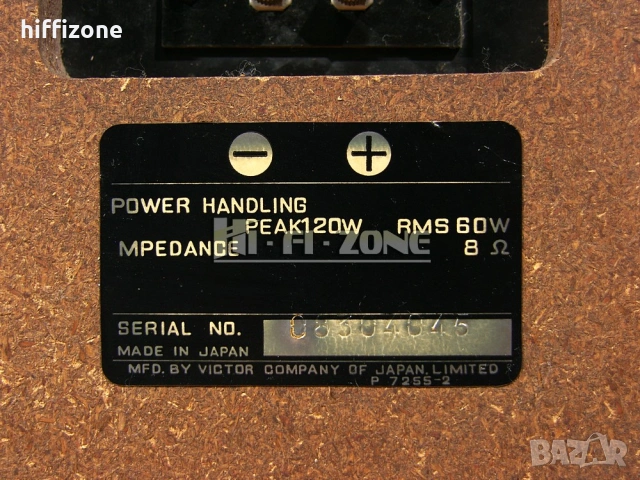 hiffizone
− +
POWER HANDLING
PEAK120W RMS 60W
MPEDANCE 8 Ω
HI-FI-ZONE
SERIAL NO. 08304045
MADE IN JAPAN
MFD. BY VICTOR COMPANY OF JAPAN, LIMITED
P 7255-2
BAZAR